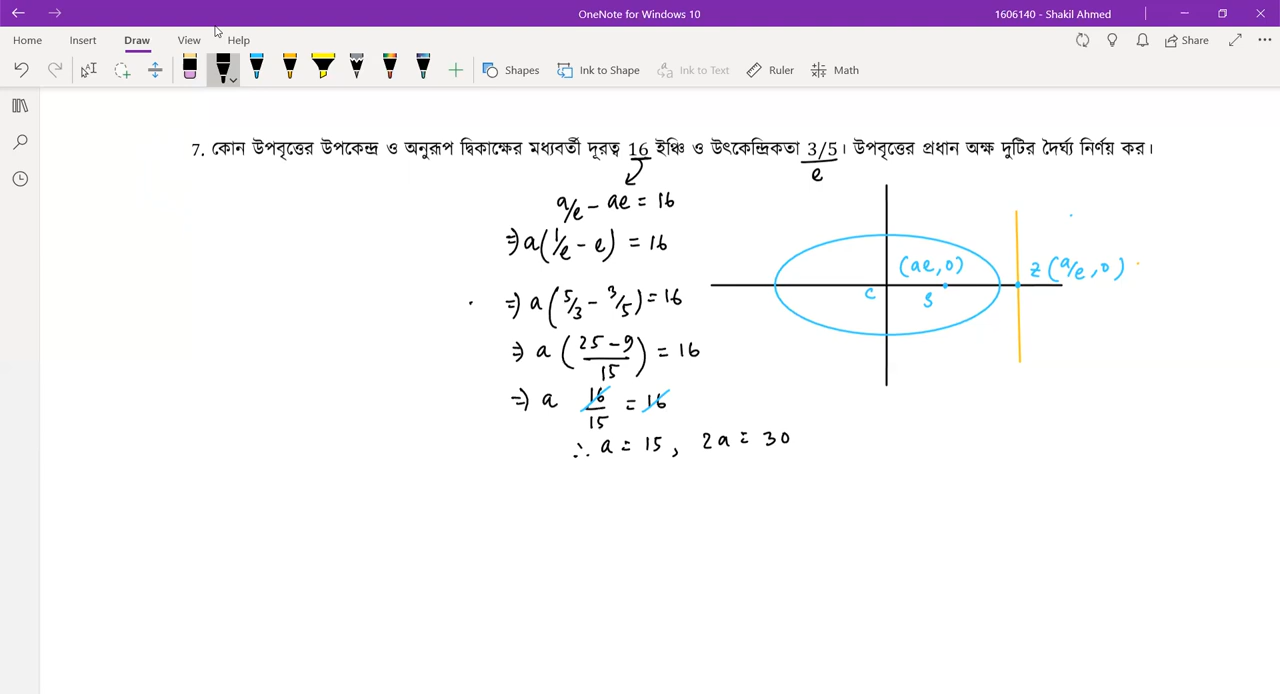 OneNote for Windows 10
1606140 - Shakil Ahmed
Home Insert Draw View Help
Share
Shapes Ink to Shape Ink to Text Ruler Math
7. কোন উপবৃত্তের উপকেন্দ্র ও অনুরূপ দ্বিকাক্ষের মধ্যবর্তী দূরত্ব 16 ইঞ্চি ও উৎকেন্দ্রিকতা 3/5। উপবৃত্তের প্রধান অক্ষ দুটির দৈর্ঘ্য নির্ণয় কর।
e
a/e - ae = 16
⇒ a(1/e - e) = 16
⇒ a(5/3 - 3/5) = 16
⇒ a (25 - 9/15) = 16
⇒ a 16/15 = 16
∴ a = 15, 2a = 30
(ae, 0)
Z (a/e, 0)
C
S